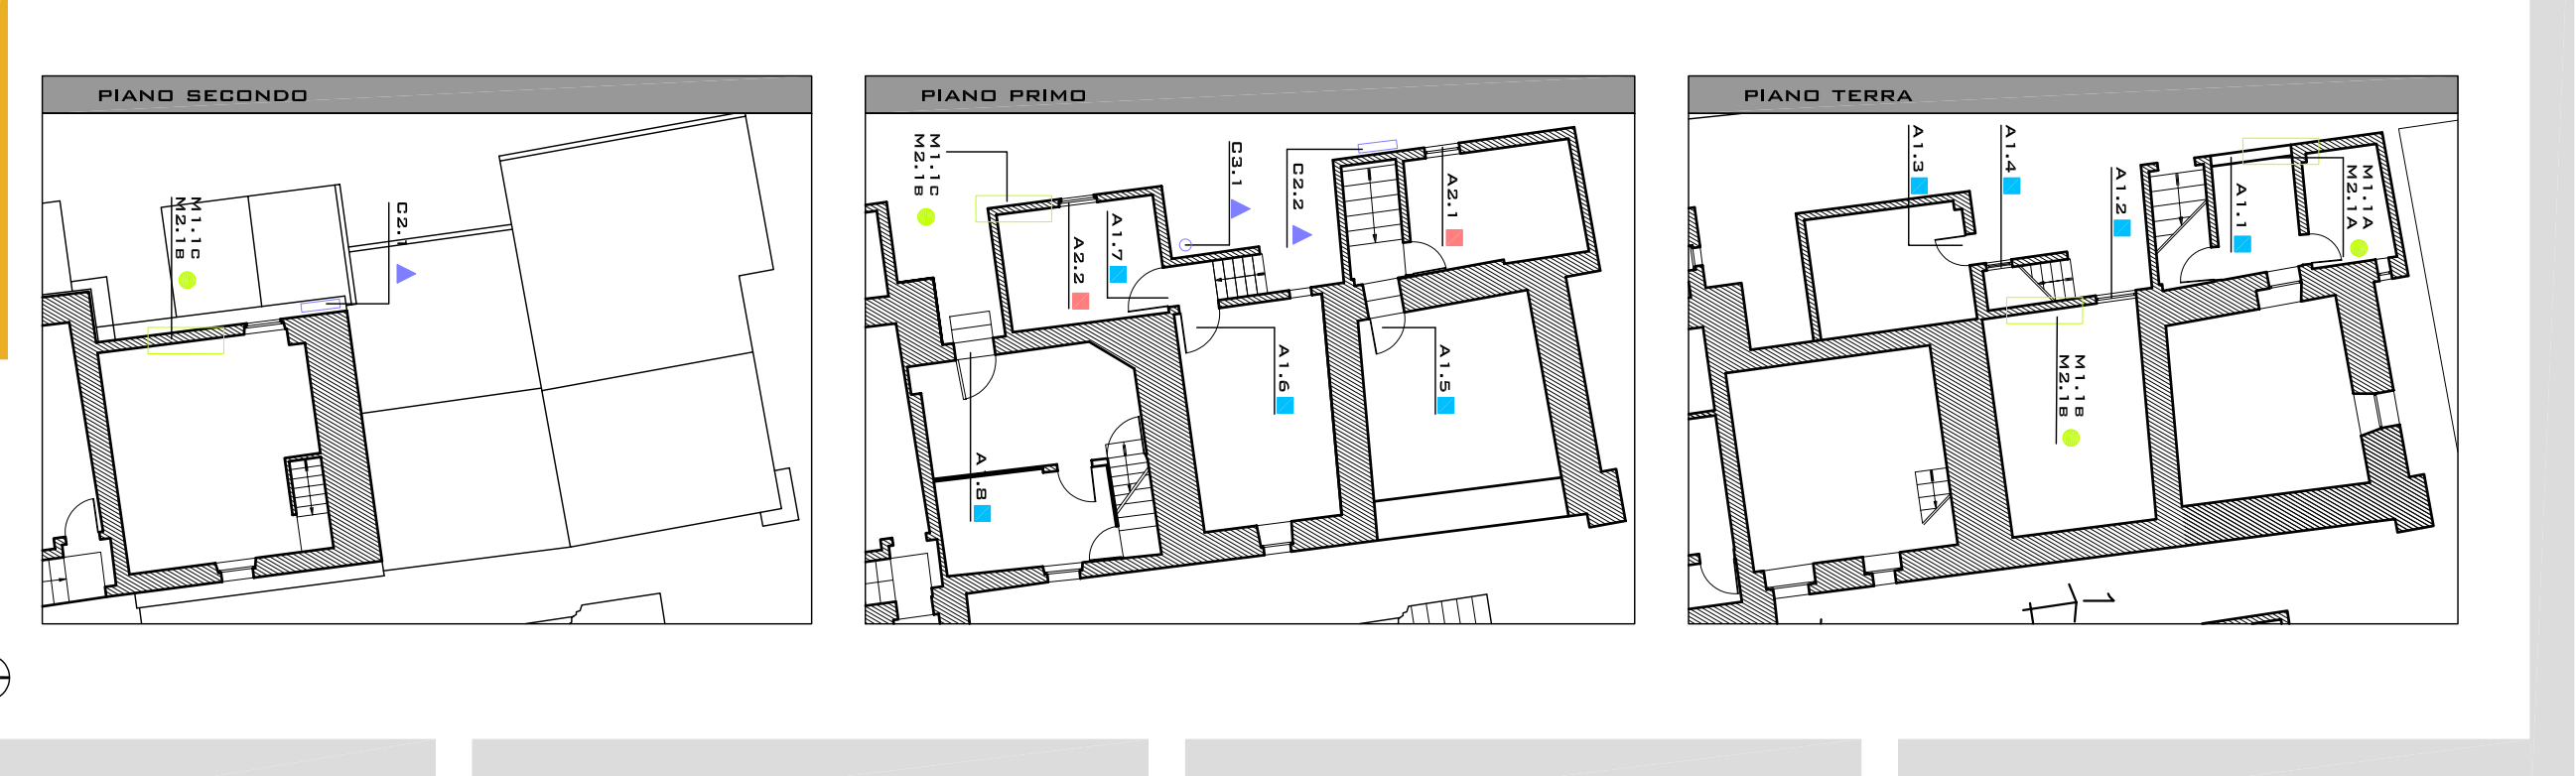 PIANO SECONDO
M1.1C
M2.1B
C2.1
PIANO PRIMO
M1.1C
M2.1B
A2.2
A1.7
C3.1
C2.2
A2.1
A1.6
A1.5
A1.8
PIANO TERRA
A1.3
A1.4
A1.2
A1.1
M1.1A
M2.1A
M1.1B
M2.1B
1